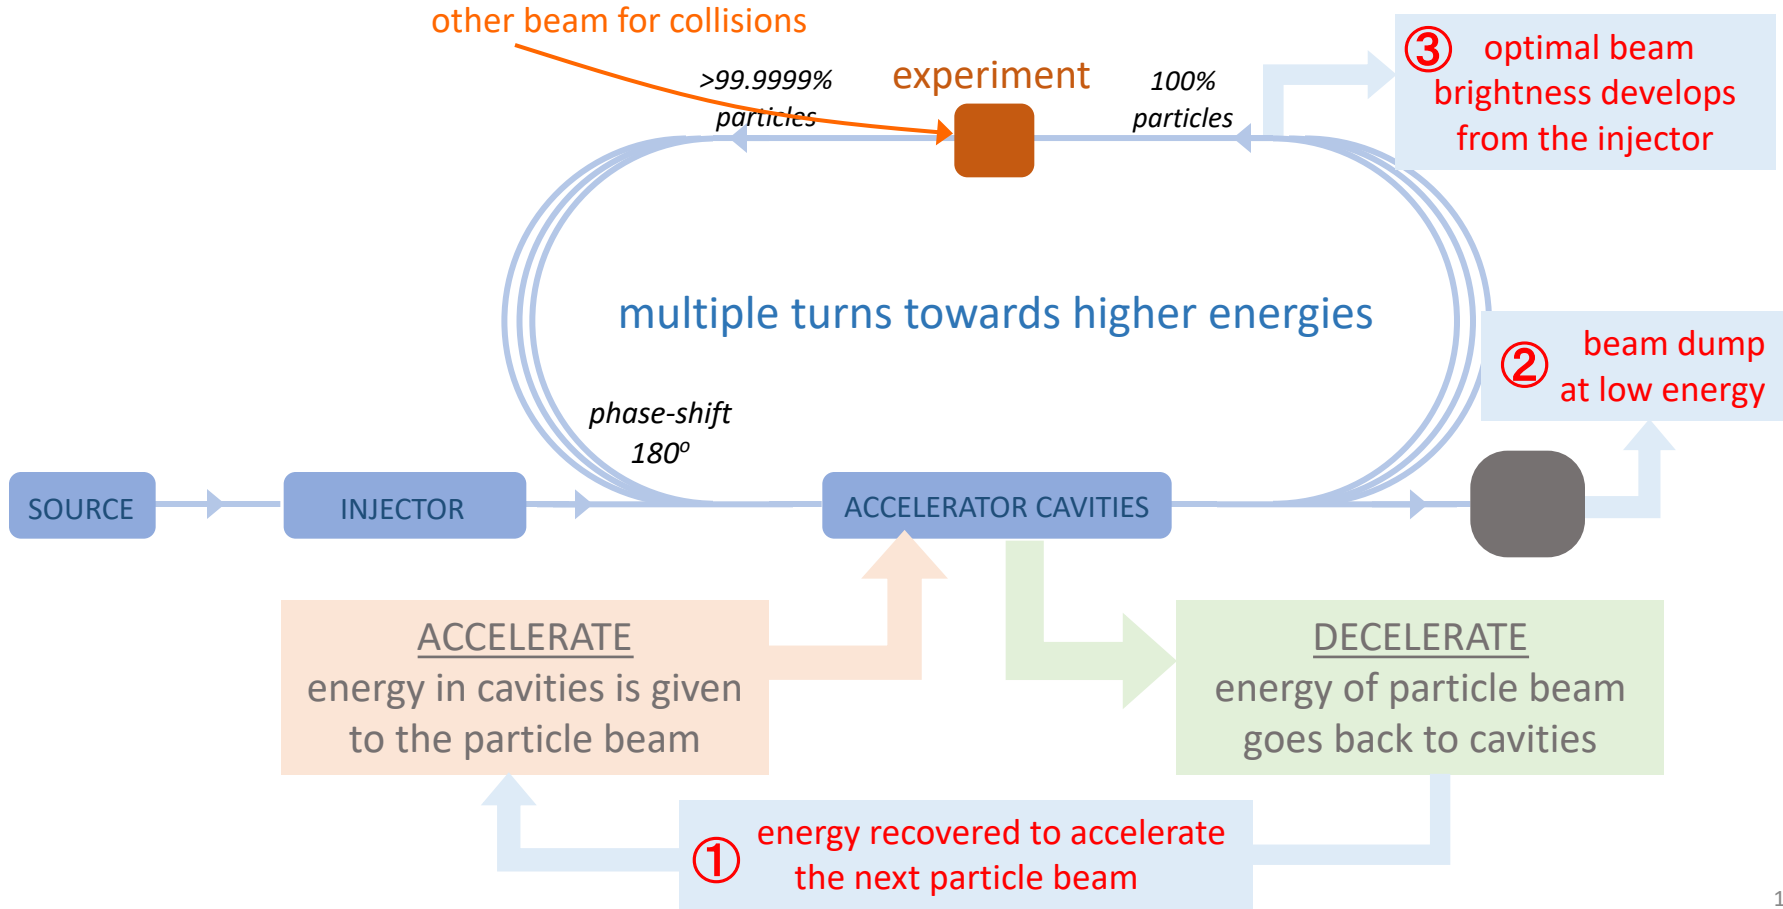 other beam for collisions
>99.9999%
particles
experiment
100%
particles
③ optimal beam
brightness develops
from the injector
multiple turns towards higher energies
② beam dump
at low energy
phase-shift
180º
SOURCE
INJECTOR
ACCELERATOR CAVITIES
ACCELERATE
energy in cavities is given
to the particle beam
DECELERATE
energy of particle beam
goes back to cavities
① energy recovered to accelerate
the next particle beam
1